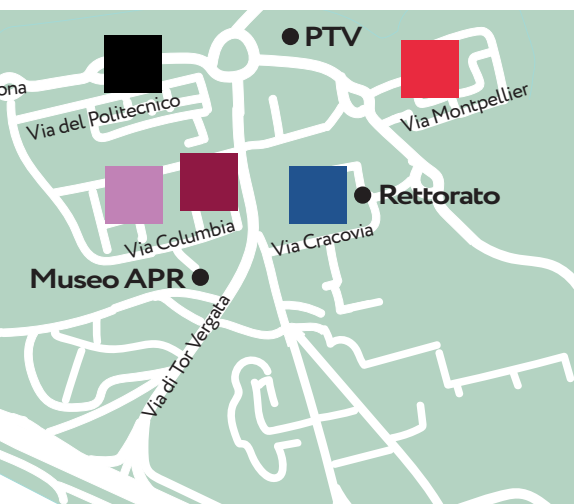 PTV
ona
Via del Politecnico
Via Montpellier
Rettorato
Via Columbia
Via Cracovia
Museo APR
Via di Tor Vergata